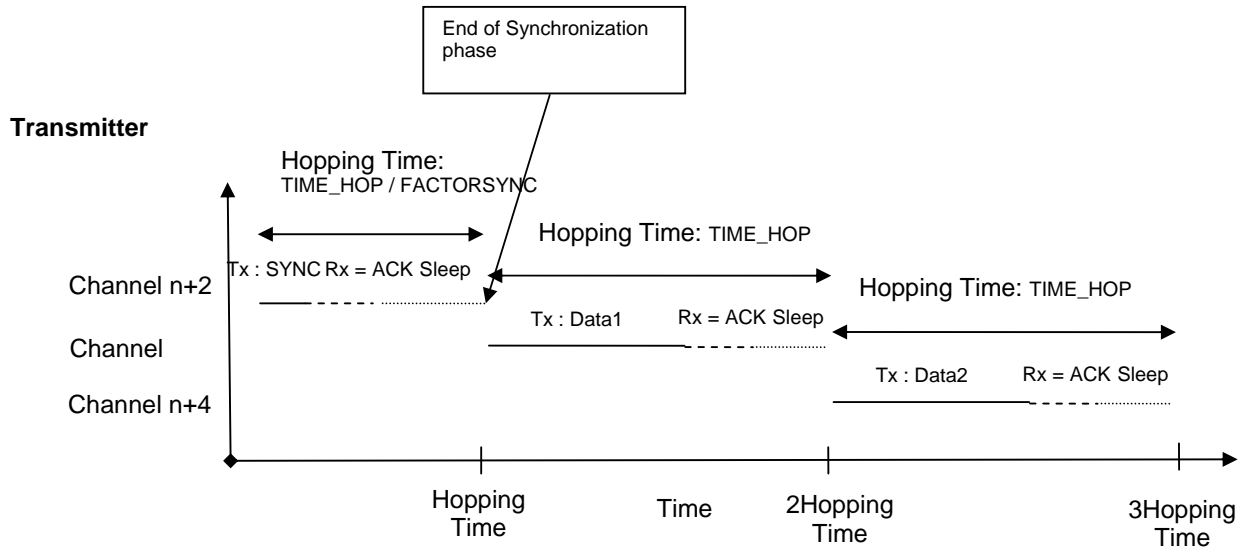 End of Synchronization
phase
Transmitter
Hopping Time:
TIME_HOP / FACTORSYNC
Hopping Time: TIME_HOP
Tx : SYNC Rx = ACK Sleep
Channel n+2
Hopping Time: TIME_HOP
Tx : Data1 Rx = ACK Sleep
Channel
Tx : Data2 Rx = ACK Sleep
Channel n+4
Hopping
Time
Time
2Hopping
Time
3Hopping
Time